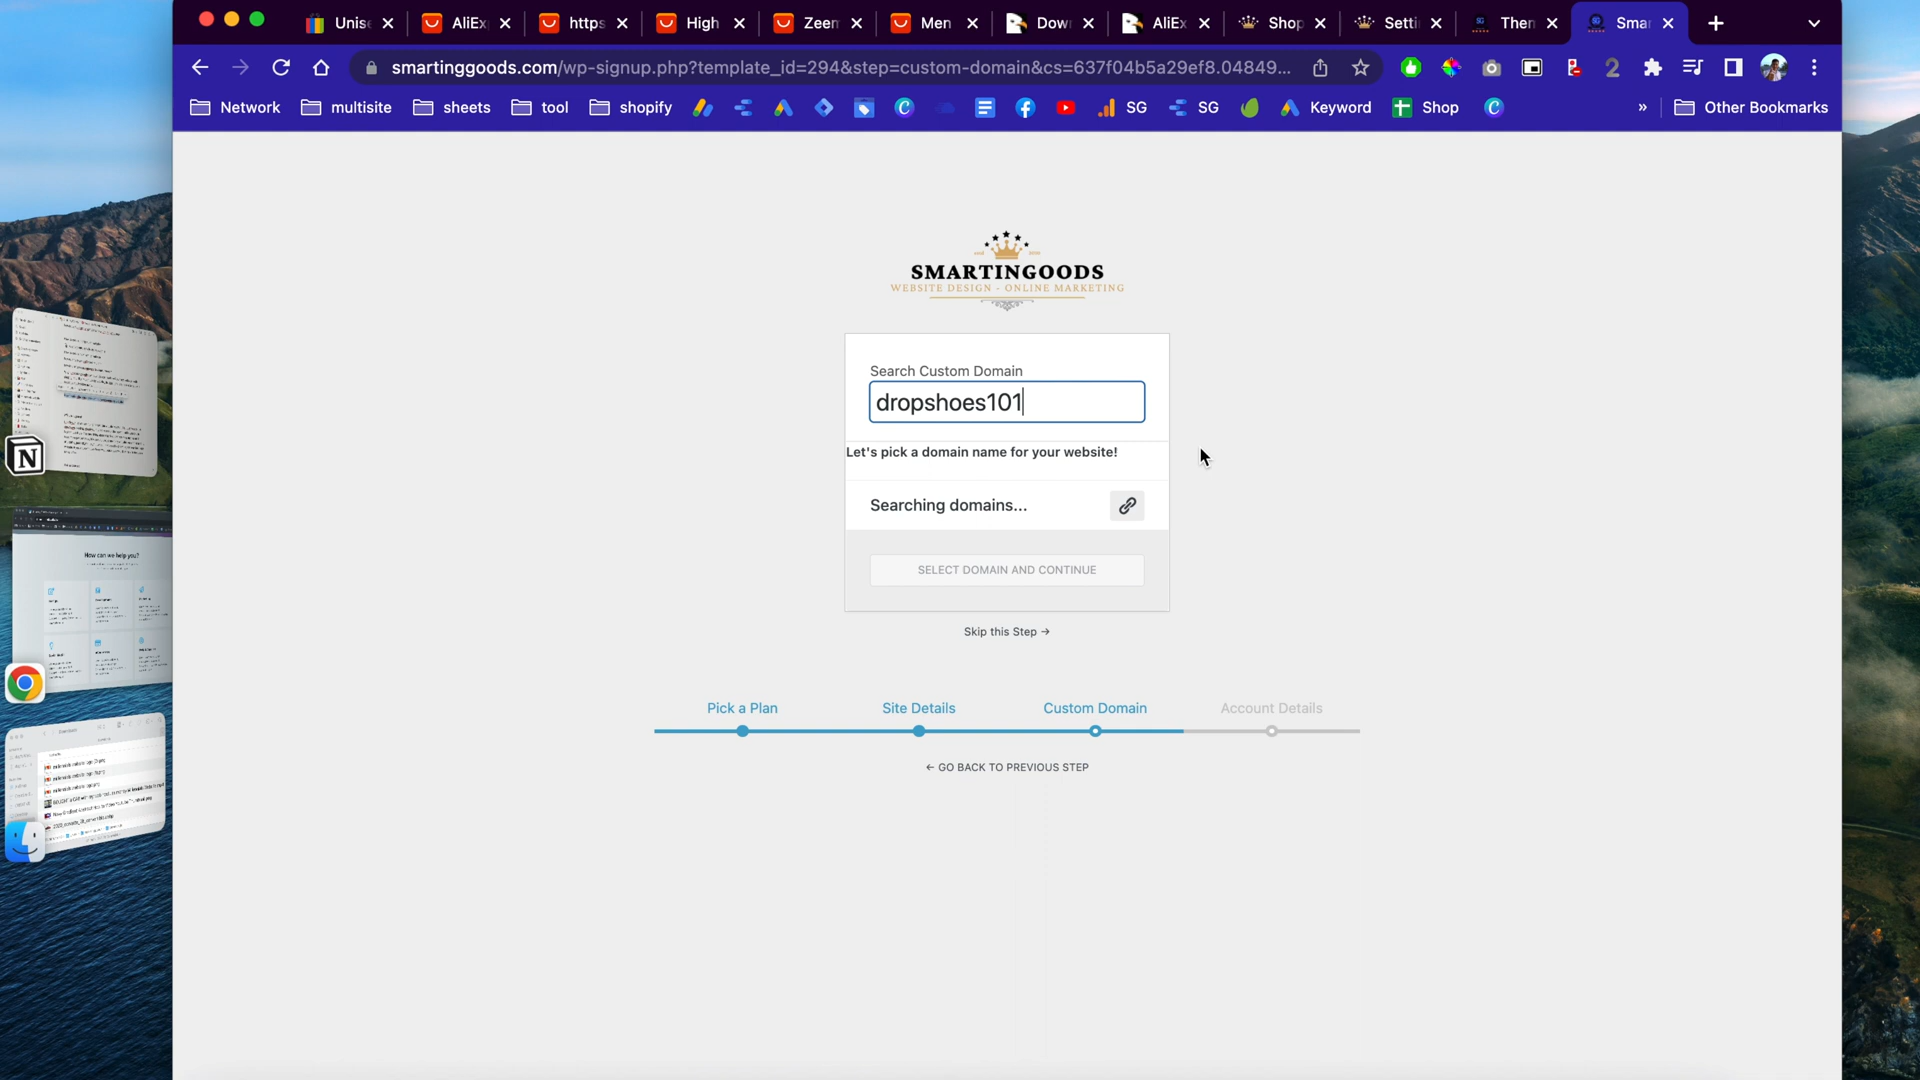 Unis
AliEx
https
High
Zeem
Men
Dow
AliEx
Shop
Setti
Then
Sma
smartinggoods.com/wp-signup.php?template_id=294&step=custom-domain&cs=637f04b5a29ef8.04849...
2
Network
multisite
sheets
tool
shopify
SG
SG
Keyword
Shop
»
Other Bookmarks
SMARTINGOODS
WEBSITE DESIGN - ONLINE MARKETING
Search Custom Domain
dropshoes101
Let's pick a domain name for your website!
Searching domains...
SELECT DOMAIN AND CONTINUE
Skip this Step →
Pick a Plan
Site Details
Custom Domain
Account Details
← GO BACK TO PREVIOUS STEP
How can we help you?